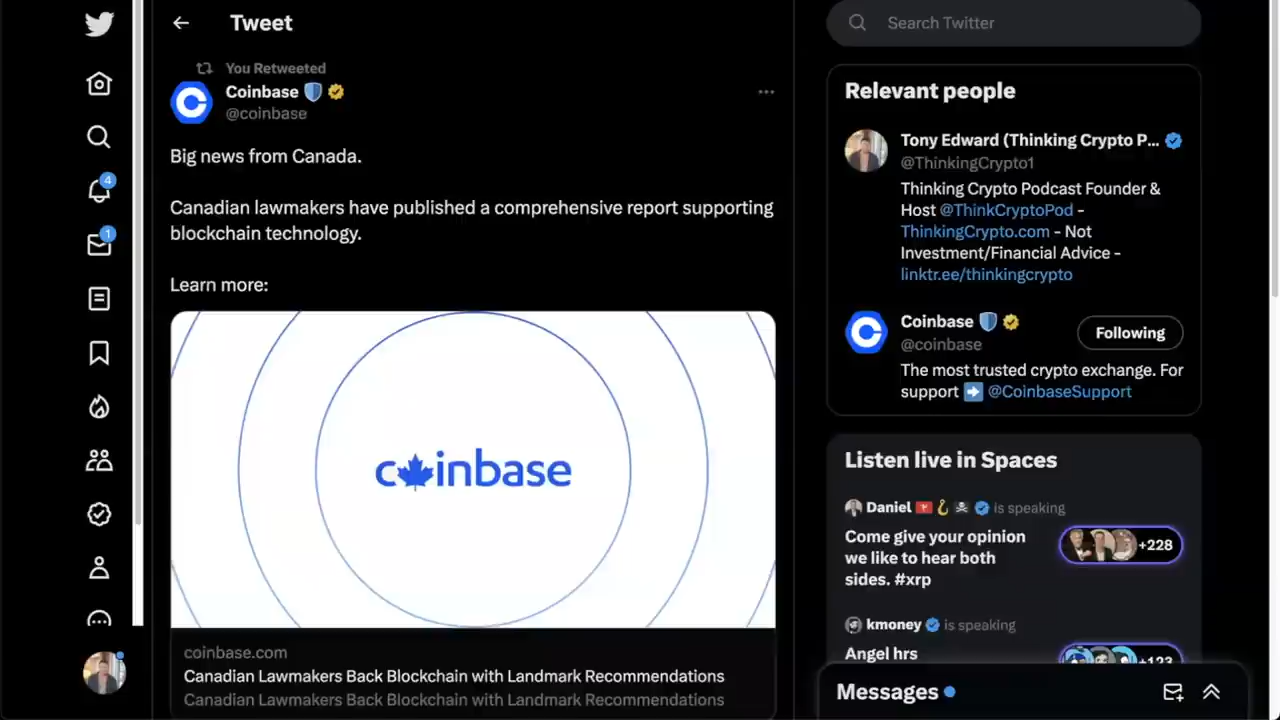 Tweet
You Retweeted
Coinbase
@coinbase
Big news from Canada.
Canadian lawmakers have published a comprehensive report supporting
blockchain technology.
Learn more:
coinbase
coinbase.com
Canadian Lawmakers Back Blockchain with Landmark Recommendations
Canadian Lawmakers Back Blockchain with Landmark Recommendations
4
1
Search Twitter
Relevant people
Tony Edward (Thinking Crypto P...
@ThinkingCrypto1
Thinking Crypto Podcast Founder &
Host @ThinkCryptoPod -
ThinkingCrypto.com - Not
Investment/Financial Advice -
linktr.ee/thinkingcrypto
Coinbase
@coinbase
Following
The most trusted crypto exchange. For
support ➡️ @CoinbaseSupport
Listen live in Spaces
Daniel is speaking
Come give your opinion
we like to hear both
sides. #xrp
+228
kmoney is speaking
Angel hrs
+123
Messages